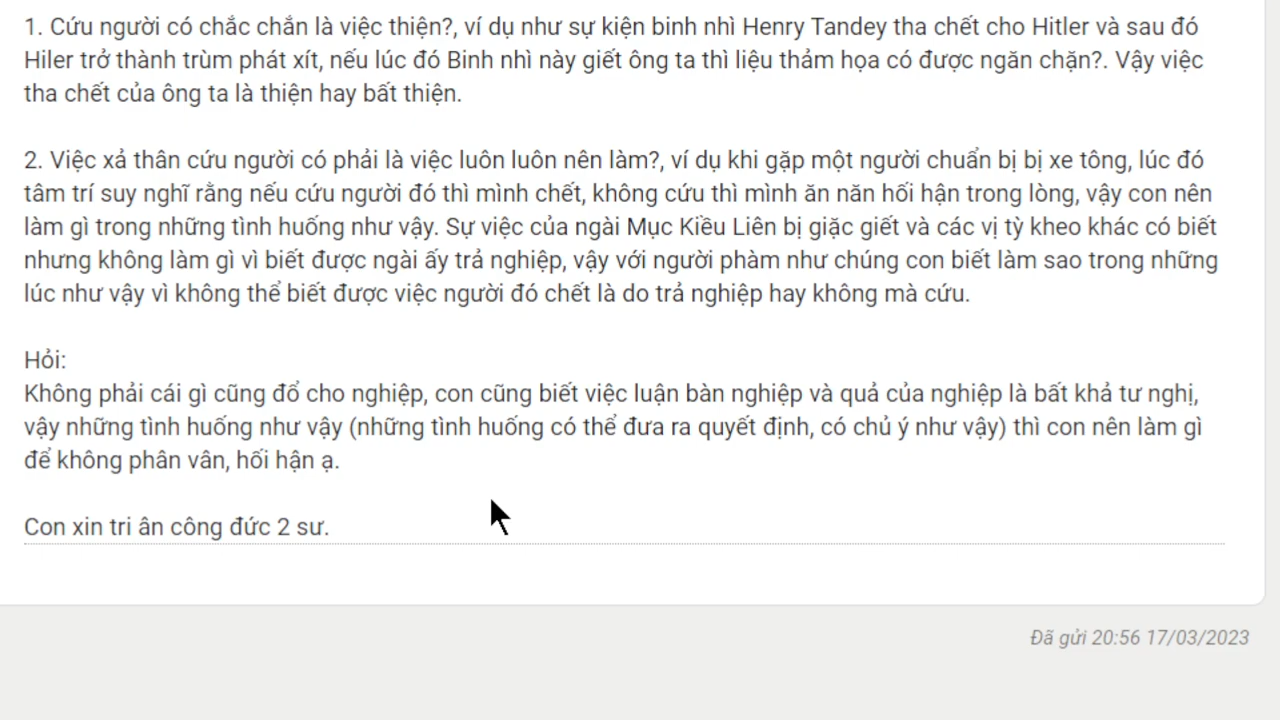 1. Cứu người có chắc chắn là việc thiện?, ví dụ như sự kiện binh nhì Henry Tandey tha chết cho Hitler và sau đó
Hiler trở thành trùm phát xít, nếu lúc đó Binh nhì này giết ông ta thì liệu thảm họa có được ngăn chặn?. Vậy việc
tha chết của ông ta là thiện hay bất thiện.
2. Việc xả thân cứu người có phải là việc luôn luôn nên làm?, ví dụ khi gặp một người chuẩn bị bị xe tông, lúc đó
tâm trí suy nghĩ rằng nếu cứu người đó thì mình chết, không cứu thì mình ăn năn hối hận trong lòng, vậy con nên
làm gì trong những tình huống như vậy. Sự việc của ngài Mục Kiều Liên bị giặc giết và các vị tỳ kheo khác có biết
nhưng không làm gì vì biết được ngài ấy trả nghiệp, vậy với người phàm như chúng con biết làm sao trong những
lúc như vậy vì không thể biết được việc người đó chết là do trả nghiệp hay không mà cứu.
Hỏi:
Không phải cái gì cũng đổ cho nghiệp, con cũng biết việc luận bàn nghiệp và quả của nghiệp là bất khả tư nghị,
vậy những tình huống như vậy (những tình huống có thể đưa ra quyết định, có chủ ý như vậy) thì con nên làm gì
để không phân vân, hối hận ạ.
Con xin tri ân công đức 2 sư.
Đã gửi 20:56 17/03/2023